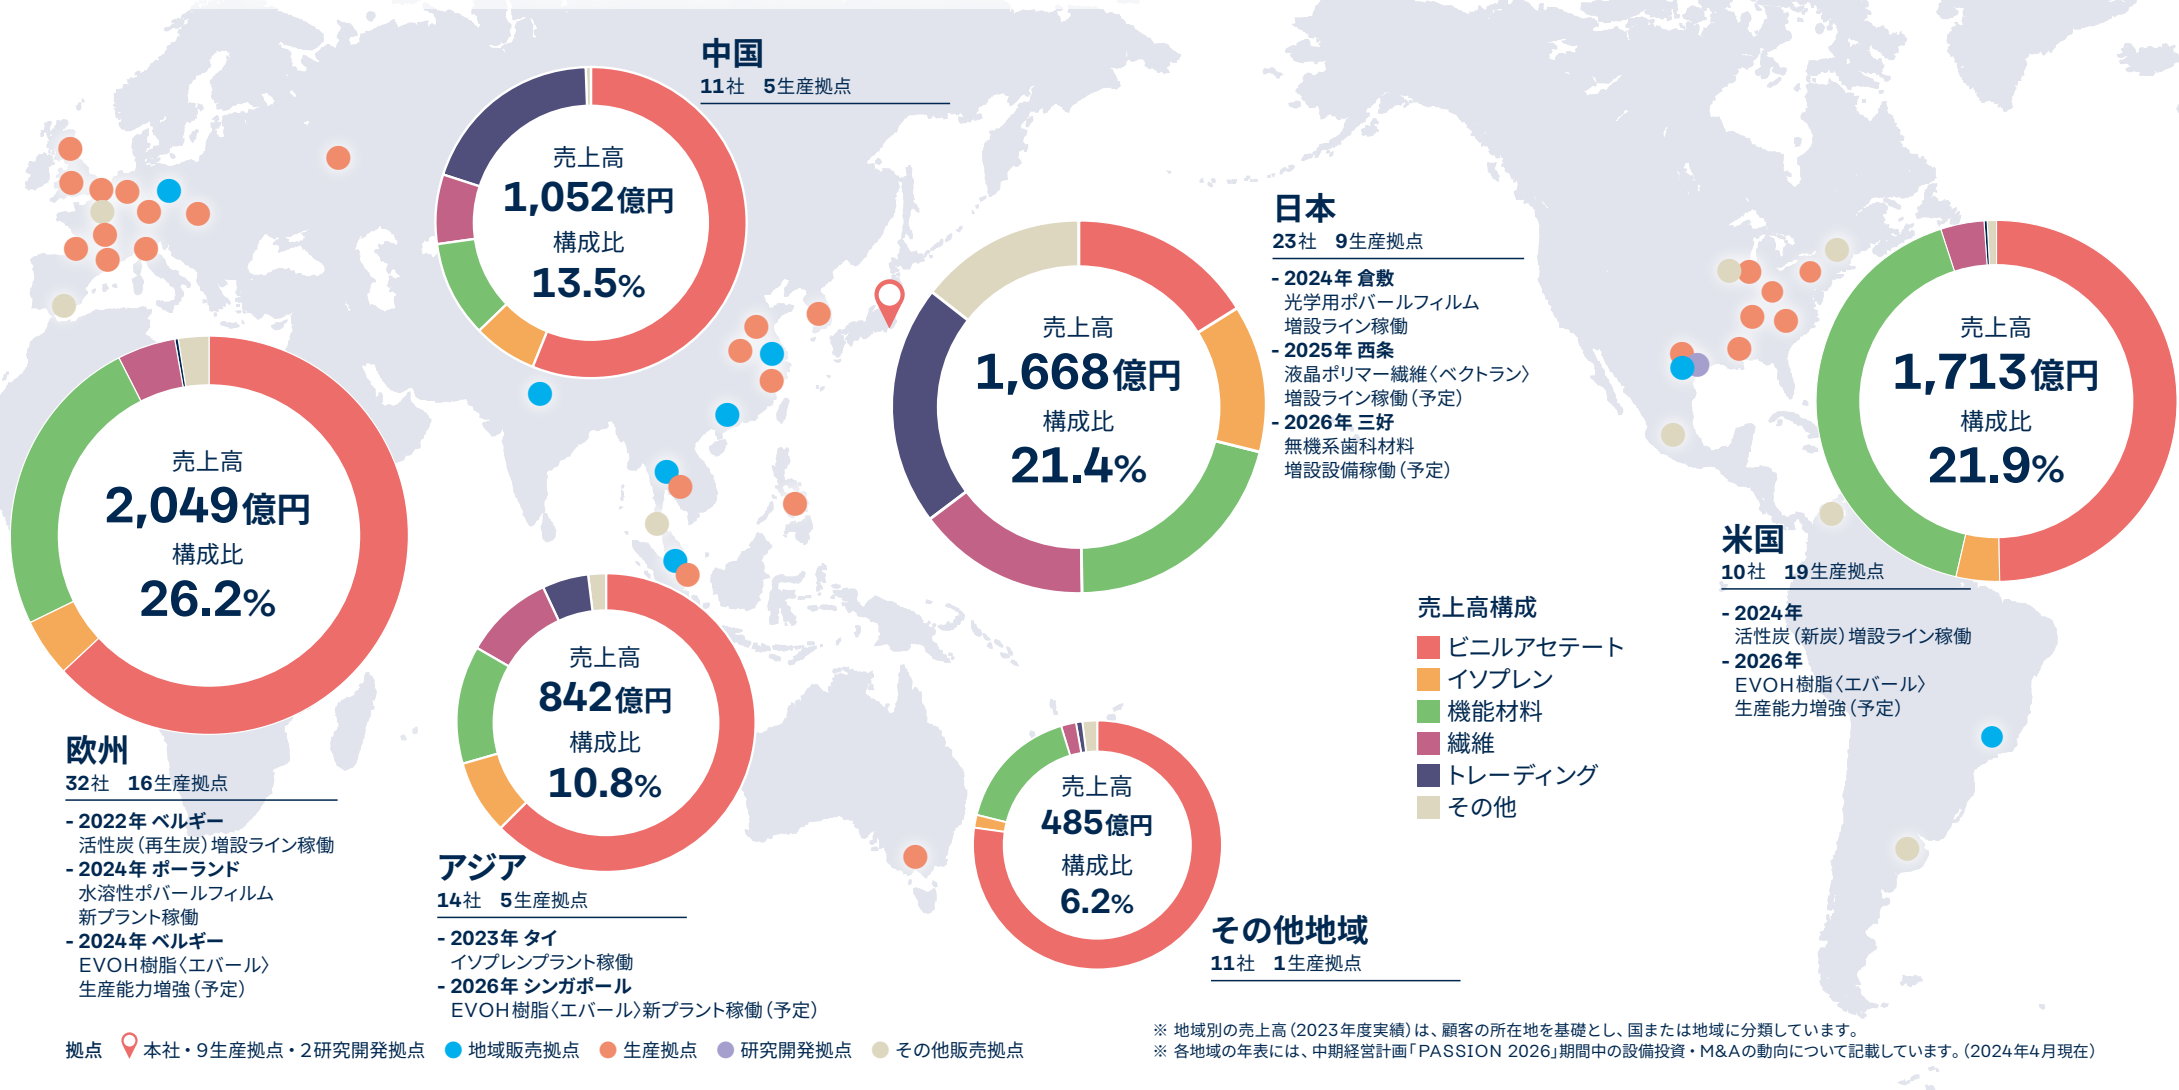 中国
11社 5生産拠点
売上高
1,052億円
構成比
13.5%
日本
23社 9生産拠点
- 2024年 倉敷
光学用ポバールフィルム
増設ライン稼働
- 2025年 西条
液晶ポリマー繊維〈ベクトラン〉
増設ライン稼働（予定）
- 2026年 三好
無機系歯科材料
増設設備稼働（予定）
売上高
1,668億円
構成比
21.4%
売上高
1,713億円
構成比
21.9%
米国
10社 19生産拠点
- 2024年
活性炭（新炭）増設ライン稼働
- 2026年
EVOH樹脂〈エバール〉
生産能力増強（予定）
売上高
2,049億円
構成比
26.2%
欧州
32社 16生産拠点
- 2022年 ベルギー
活性炭（再生炭）増設ライン稼働
- 2024年 ポーランド
水溶性ポバールフィルム
新プラント稼働
- 2024年 ベルギー
EVOH樹脂〈エバール〉
生産能力増強（予定）
売上高
842億円
構成比
10.8%
アジア
14社 5生産拠点
- 2023年 タイ
イソプレンプラント稼働
- 2026年 シンガポール
EVOH樹脂〈エバール〉新プラント稼働（予定）
売上高
485億円
構成比
6.2%
その他地域
11社 1生産拠点
売上高構成
ビニルアセテート
イソプレン
機能材料
繊維
トレーディング
その他
拠点 本社・9生産拠点・2研究開発拠点 地域販売拠点 生産拠点 研究開発拠点 その他販売拠点
※ 地域別の売上高（2023年度実績）は、顧客の所在地を基礎とし、国または地域に分類しています。
※ 各地域の年表には、中期経営計画「PASSION 2026」期間中の設備投資・M&Aの動向について記載しています。（2024年4月現在）